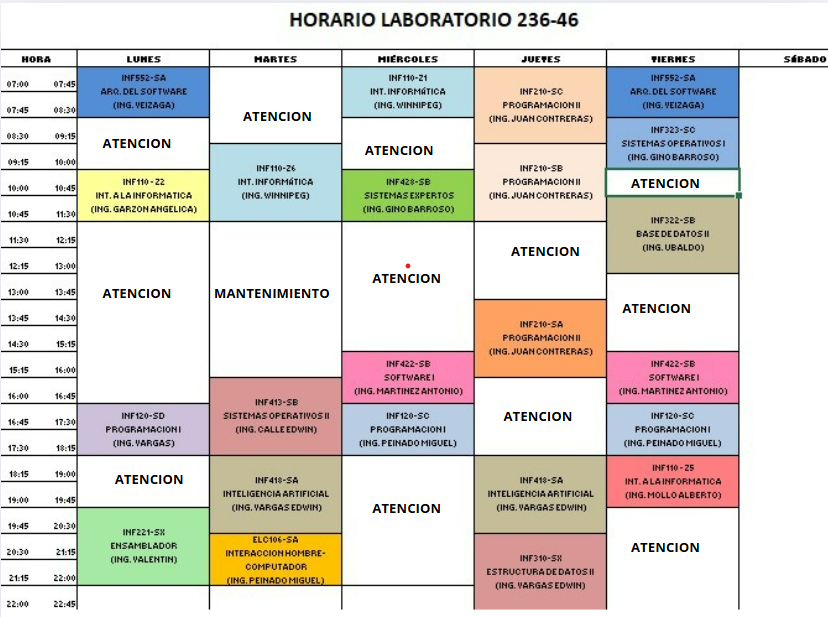 HORARIO LABORATORIO 236-46
HORA LUNES MARTES MIÉRCOLES JUEVES VIERNES SÁBADO
07:00 07:45
07:45 08:30
08:30 09:15
09:15 10:00
10:00 10:45
10:45 11:30
11:30 12:15
12:15 13:00
13:00 13:45
13:45 14:30
14:30 15:15
15:15 16:00
16:00 16:45
16:45 17:30
17:30 18:15
18:15 19:00
19:00 19:45
19:45 20:30
20:30 21:15
21:15 22:00
22:00 22:45
INF552-SA
ARQ. DEL SOFTWARE
(ING. VEIZAGA)
ATENCION
INF110 - Z2
INT. A LA INFORMATICA
(ING. GARZON ANGELICA)
ATENCION
INF120-SD
PROGRAMACION I
(ING. VARGAS)
ATENCION
INF221-SX
ENSAMBLADOR
(ING. VALENTIN)
ATENCION
INF110-Z6
INT. INFORMÁTICA
(ING. WINNIPEG)
MANTENIMIENTO
INF413-SB
SISTEMAS OPERATIVOS II
(ING. CALLE EDWIN)
INF418-SA
INTELIGENCIA ARTIFICIAL
(ING. VARGAS EDWIN)
ELC106-SA
INTERACCION HOMBRE-
COMPUTADOR
(ING. PEINADO MIGUEL)
INF110-Z1
INT. INFORMÁTICA
(ING. WINNIPEG)
ATENCION
INF428-SB
SISTEMAS EXPERTOS
(ING. GINO BARROSO)
ATENCION
INF422-SB
SOFTWARE I
(ING. MARTINEZ ANTONIO)
INF120-SC
PROGRAMACION I
(ING. PEINADO MIGUEL)
ATENCION
INF210-SC
PROGRAMACION II
(ING. JUAN CONTRERAS)
INF210-SB
PROGRAMACION II
(ING. JUAN CONTRERAS)
ATENCION
INF210-SA
PROGRAMACION II
(ING. JUAN CONTRERAS)
ATENCION
INF418-SA
INTELIGENCIA ARTIFICIAL
(ING. VARGAS EDWIN)
INF310-SX
ESTRUCTURA DE DATOS II
(ING. VARGAS EDWIN)
INF552-SA
ARQ. DEL SOFTWARE
(ING. VEIZAGA)
INF323-SC
SISTEMAS OPERATIVOS I
(ING. GINO BARROSO)
ATENCION
INF322-SB
BASE DE DATOS II
(ING. UBALDO)
ATENCION
INF422-SB
SOFTWARE I
(ING. MARTINEZ ANTONIO)
INF120-SC
PROGRAMACION I
(ING. PEINADO MIGUEL)
INF110 - Z5
INT. A LA INFORMATICA
(ING. MOLLO ALBERTO)
ATENCION